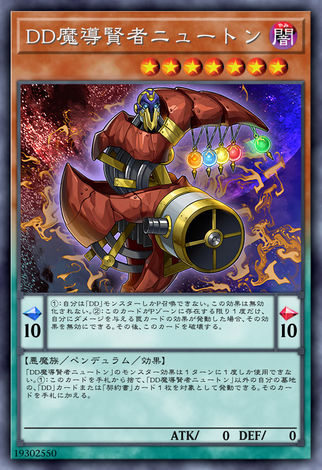 DD魔導賢者ニュートン
やみ
闇
①:自分は「DD」モンスターしかP召喚できない。この効果は無効
化されない。②:このカードがPゾーンに存在する限り1度だけ、
自分にダメージを与える罠カードの効果が発動した場合、その効
果を無効にできる。その後、このカードを破壊する。
10
10
【悪魔族/ペンデュラム/効果】
「DD魔導賢者ニュートン」のモンスター効果は1ターンに1度しか使用でき
ない。①:このカードを手札から捨て、「DD魔導賢者ニュートン」以外の自分の墓
地の、「DD」カードまたは「契約書」カード1枚を対象として発動できる。そのカー
ドを手札に加える。
ATK/ 0 DEF/ 0
19302550